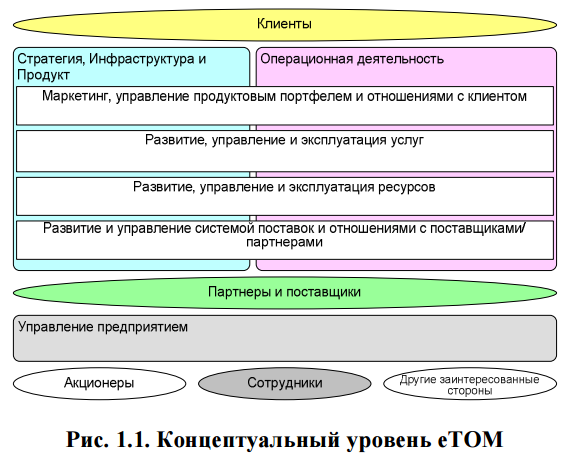 Клиенты
Стратегия, Инфраструктура и
Продукт
Операционная деятельность
Маркетинг, управление продуктовым портфелем и отношениями с клиентом
Развитие, управление и эксплуатация услуг
Развитие, управление и эксплуатация ресурсов
Развитие и управление системой поставок и отношениями с поставщиками/
партнерами
Партнеры и поставщики
Управление предприятием
Акционеры
Сотрудники
Другие заинтересованные
стороны
Рис. 1.1. Концептуальный уровень eTOM